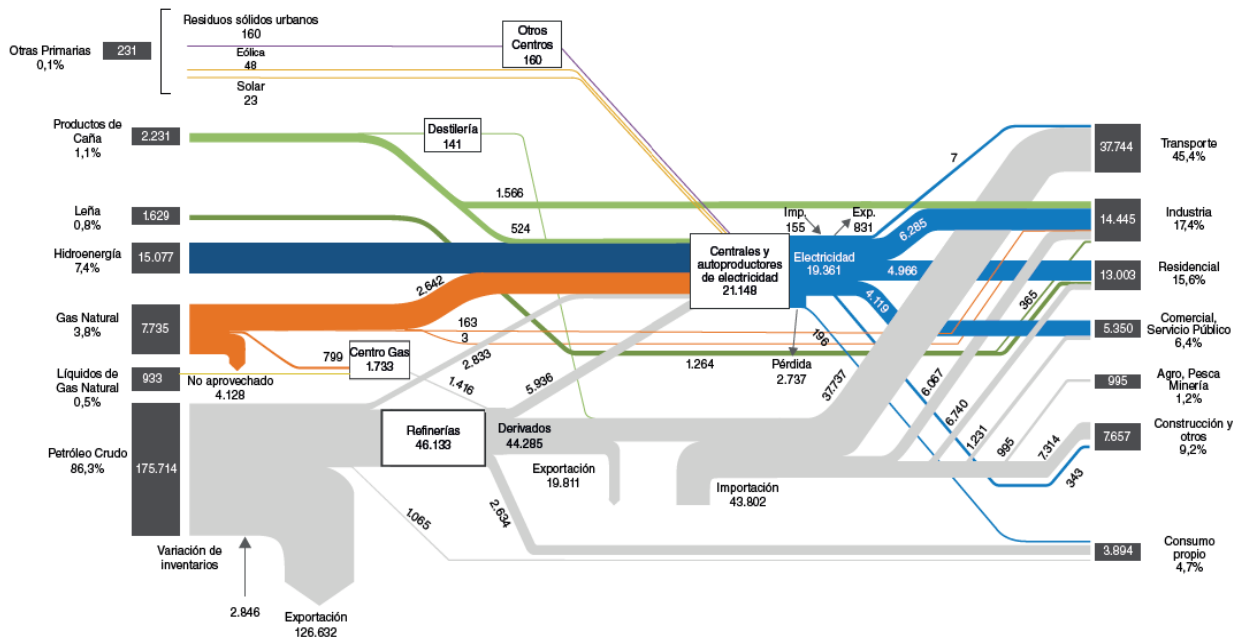 Otras Primarias
0,1%
231
Residuos sólidos urbanos
160
Eólica
48
Solar
23
Otros
Centros
160
Productos de
Caña
1,1%
2.231
Destilería
141
1.566
524
Leña
0,8%
1.629
Hidroenergía
7,4%
15.077
Gas Natural
3,8%
7.735
2.642
163
3
799
Centro Gas
1.733
No aprovechado
4.128
Líquidos de
Gas Natural
0,5%
933
1.416
2.833
5.936
Petróleo Crudo
86,3%
175.714
Refinerías
46.133
Derivados
44.285
Exportación
19.811
Importación
43.802
1.065
2.634
Variación de
inventarios
2.846
Exportación
126.632
Centrales y
autoproductores
de electricidad
21.148
Imp.
155
Exp.
831
Electricidad
19.361
Pérdida
2.737
7
6.285
4.966
4.119
196
1.264
365
37.737
6.067
6.740
1.231
995
7.314
343
37.744
Transporte
45,4%
14.445
Industria
17,4%
13.003
Residencial
15,6%
5.350
Comercial,
Servicio Público
6,4%
995
Agro, Pesca
Minería
1,2%
7.657
Construcción y
otros
9,2%
3.894
Consumo
propio
4,7%